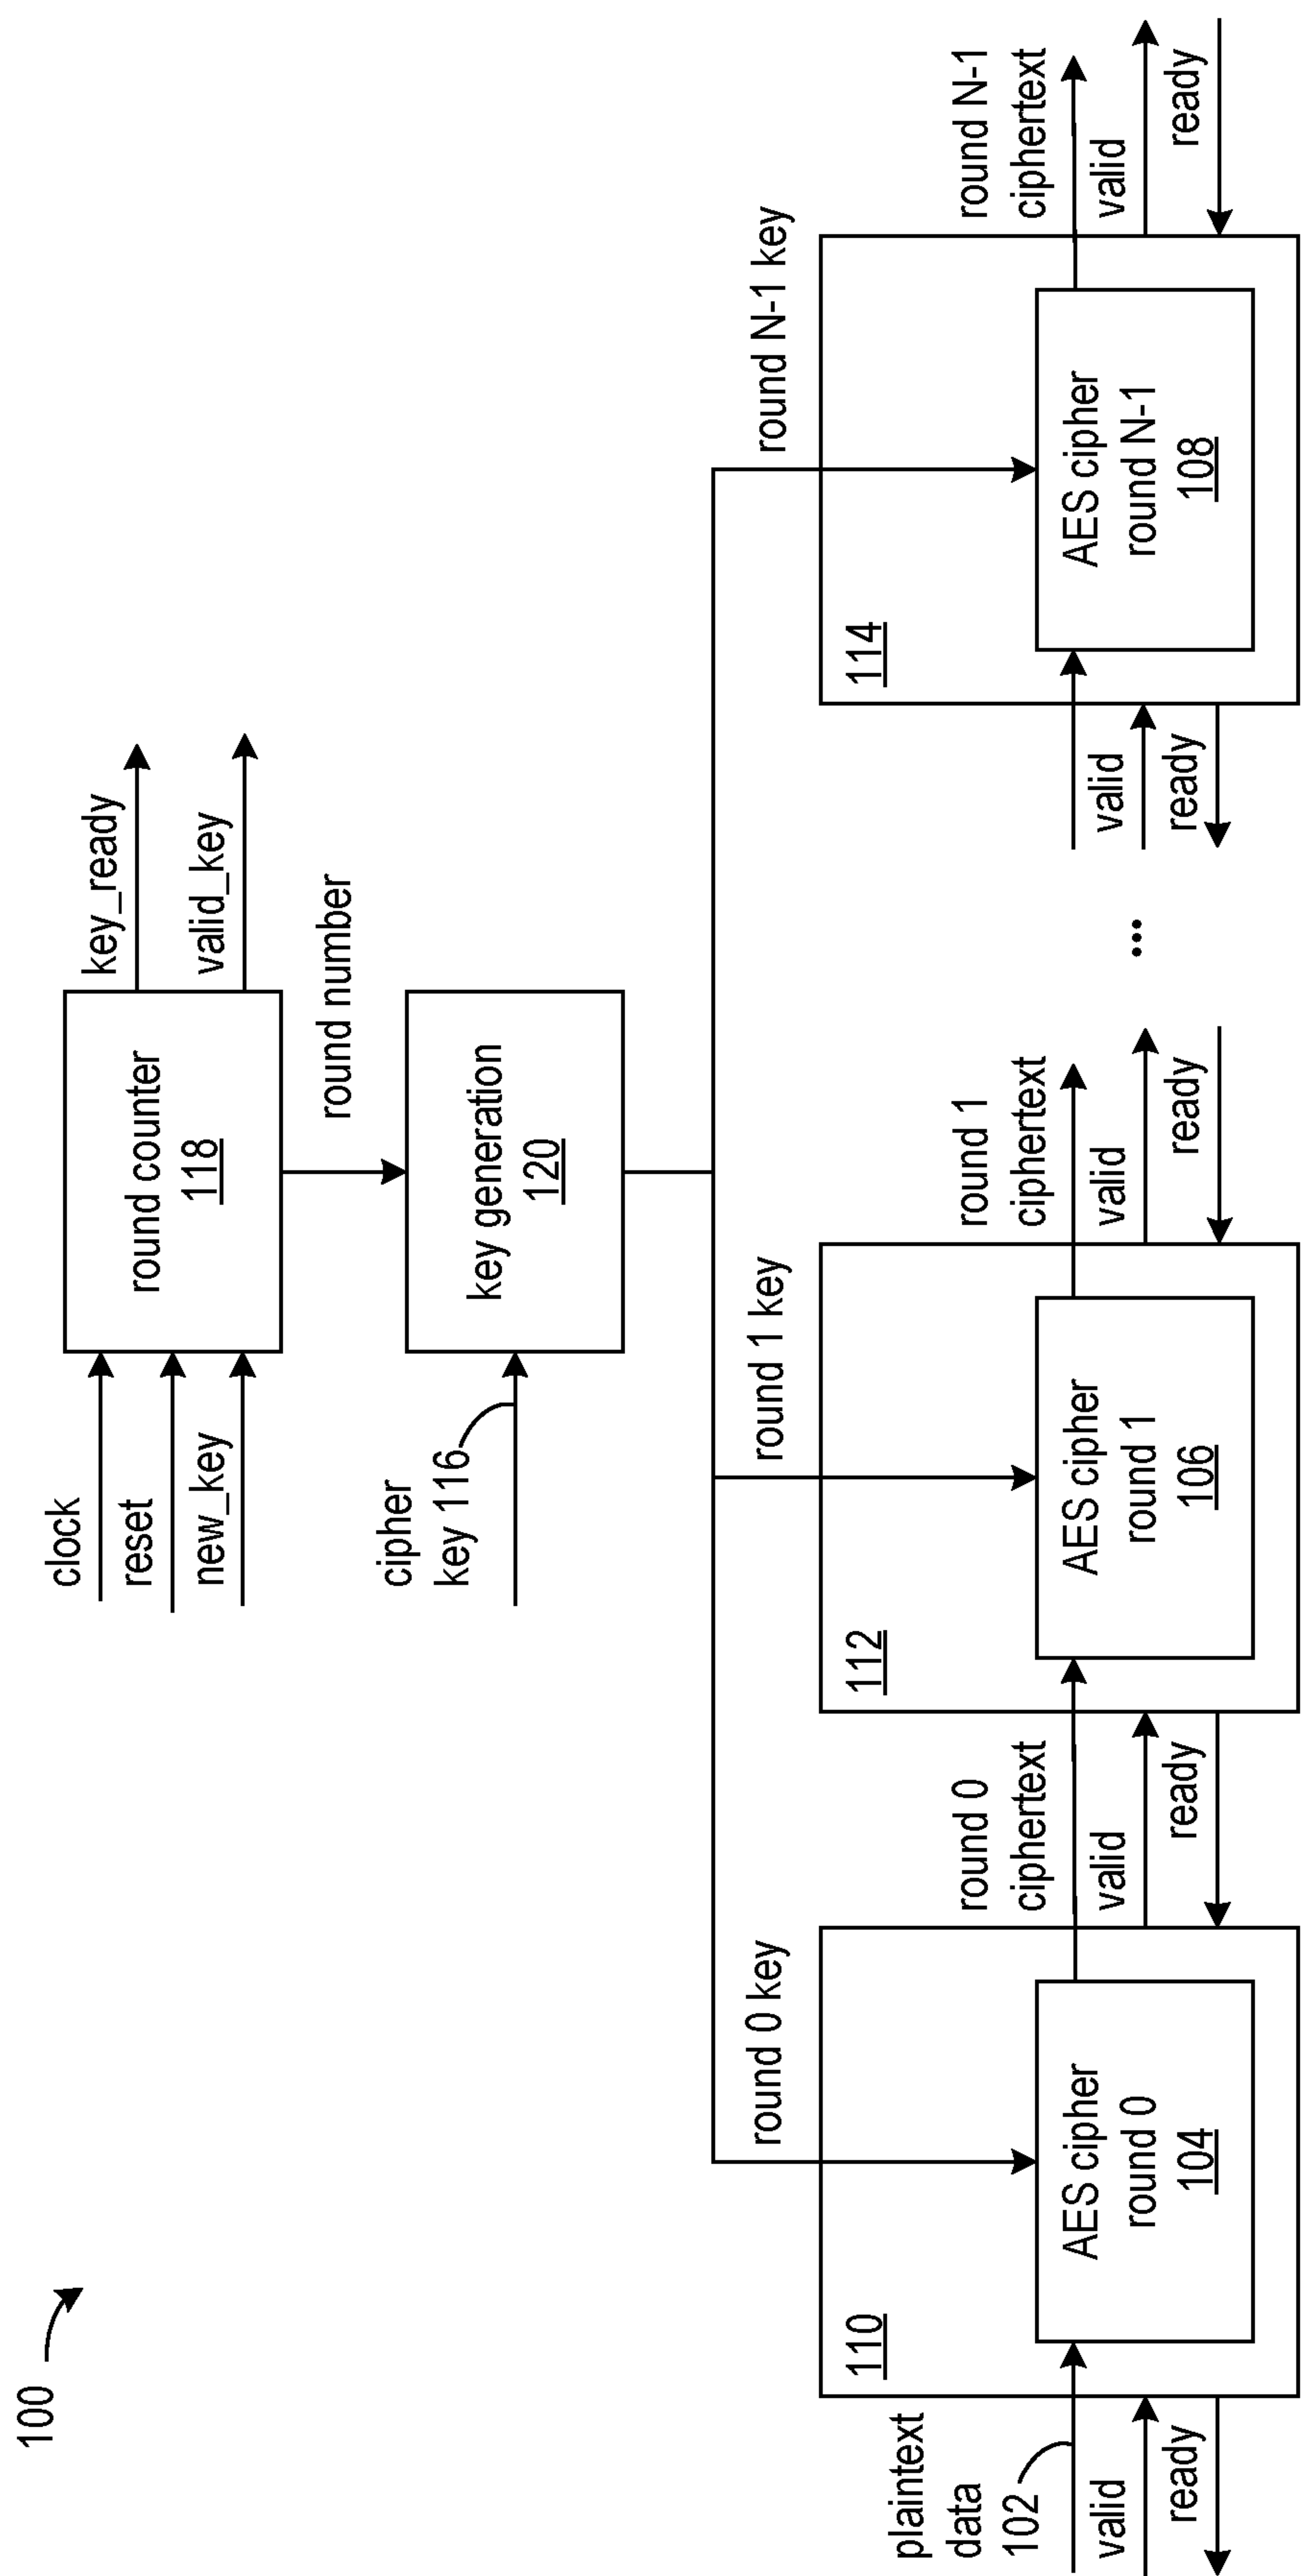 100
clock
reset
new_key
round counter
118
key_ready
valid_key
round number
cipher
key 116
key generation
120
round 0 key
round 1 key
round N-1 key
110
112
114
plaintext
data
102
valid
ready
AES cipher
round 0
104
round 0
ciphertext
valid
ready
AES cipher
round 1
106
round 1
ciphertext
valid
ready
...
valid
ready
AES cipher
round N-1
108
round N-1
ciphertext
valid
ready